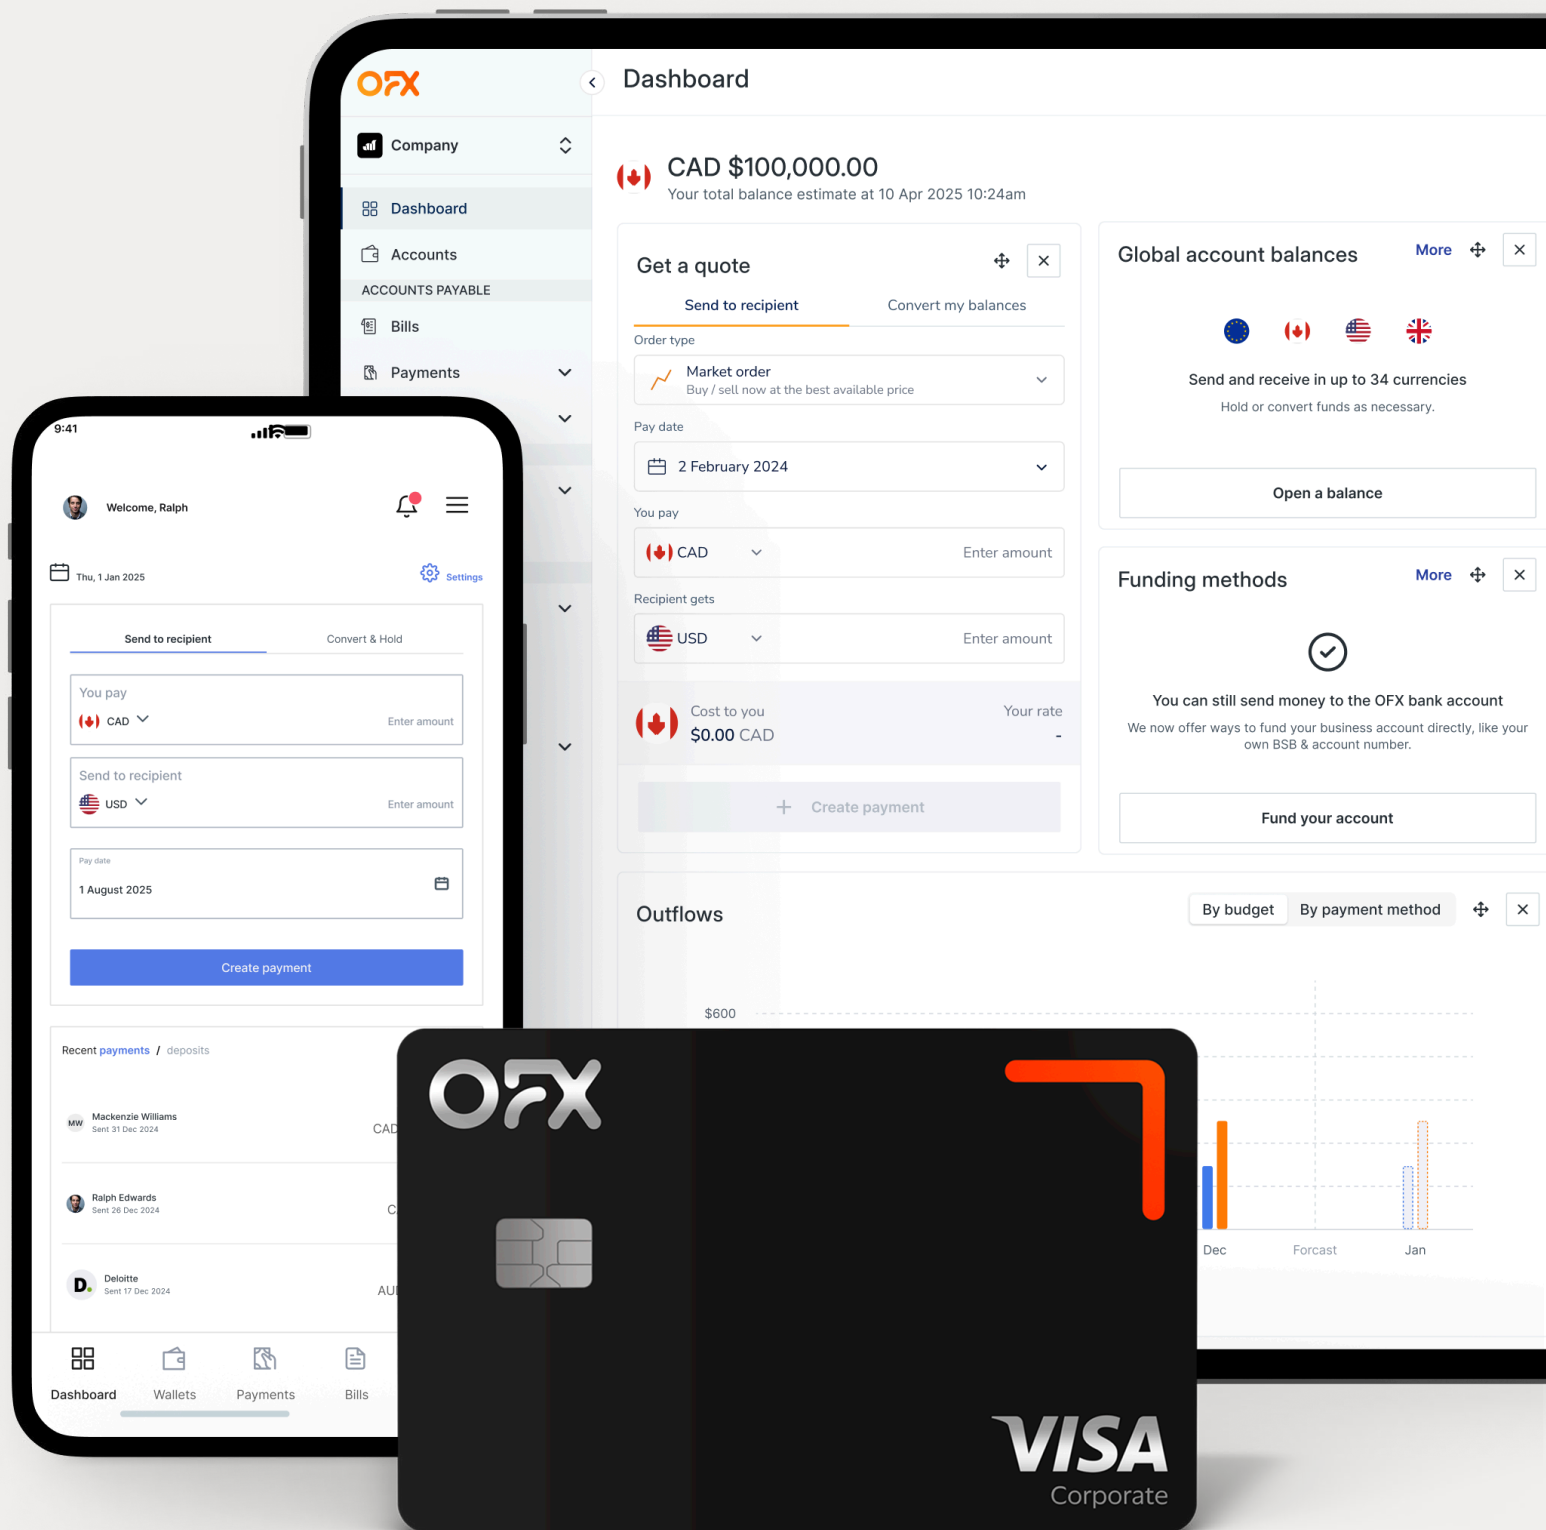 OFX
Company
Dashboard
Accounts
ACCOUNTS PAYABLE
Bills
Payments
Dashboard
CAD $100,000.00
Your total balance estimate at 10 Apr 2025 10:24am
Get a quote
Send to recipient
Convert my balances
Order type
Market order
Buy / sell now at the best available price
Pay date
2 February 2024
You pay
CAD
Enter amount
Recipient gets
USD
Enter amount
Cost to you
Your rate
$0.00 CAD
-
+ Create payment
Global account balances
More
Send and receive in up to 34 currencies
Hold or convert funds as necessary.
Open a balance
Funding methods
More
You can still send money to the OFX bank account
We now offer ways to fund your business account directly, like your
own BSB & account number.
Fund your account
Outflows
By budget
By payment method
$600
Dec
Forcast
Jan
9:41
Welcome, Ralph
Thu, 1 Jan 2025
Settings
Send to recipient
Convert & Hold
You pay
CAD
Enter amount
Send to recipient
USD
Enter amount
Pay date
1 August 2025
Create payment
Recent payments / deposits
MW
Mackenzie Williams
Sent 31 Dec 2024
CAD
Ralph Edwards
Sent 26 Dec 2024
D.
Deloitte
Sent 17 Dec 2024
Dashboard
Wallets
Payments
Bills
OFX
VISA
Corporate